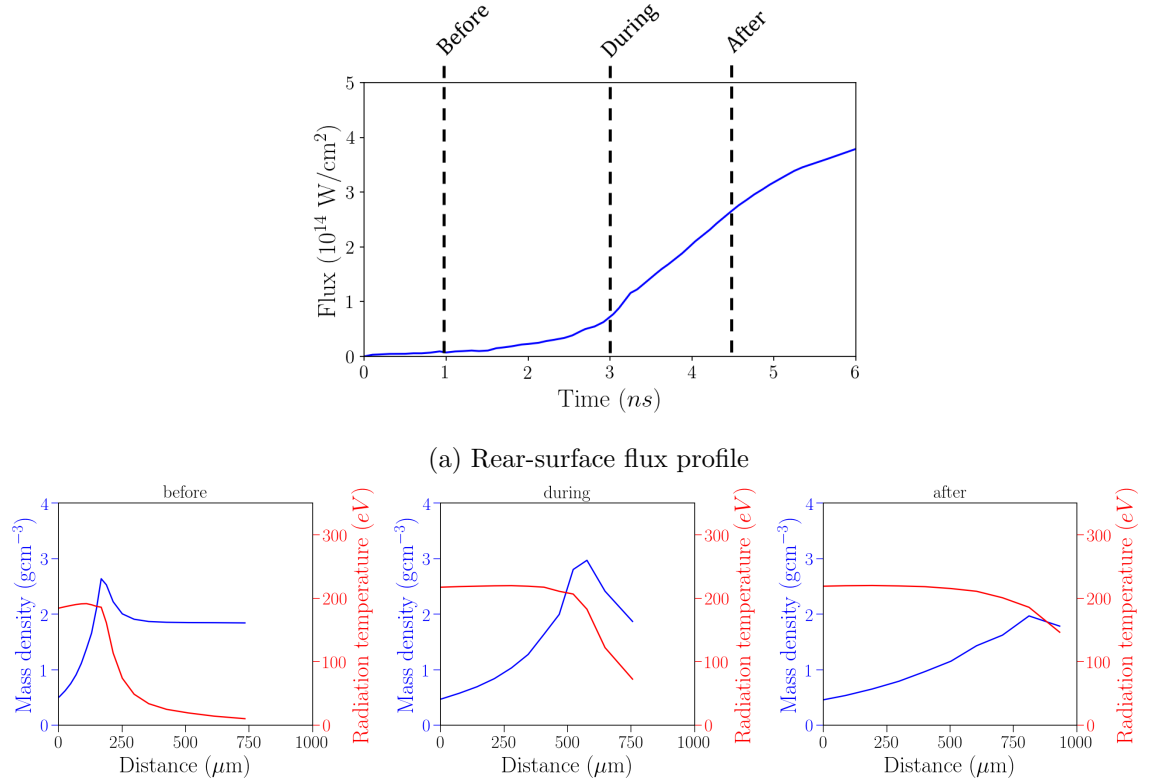 Before
During
After
5
4
3
2
1
0
Flux (10¹⁴ W/cm²)
0 1 2 3 4 5 6
Time (ns)
(a) Rear-surface flux profile
before
4
3
2
1
0
Mass density (gcm⁻³)
300
200
100
0
Radiation temperature (eV)
0 250 500 750 1000
Distance (μm)
during
4
3
2
1
0
Mass density (gcm⁻³)
300
200
100
0
Radiation temperature (eV)
0 250 500 750 1000
Distance (μm)
after
4
3
2
1
0
Mass density (gcm⁻³)
300
200
100
0
Radiation temperature (eV)
0 250 500 750 1000
Distance (μm)